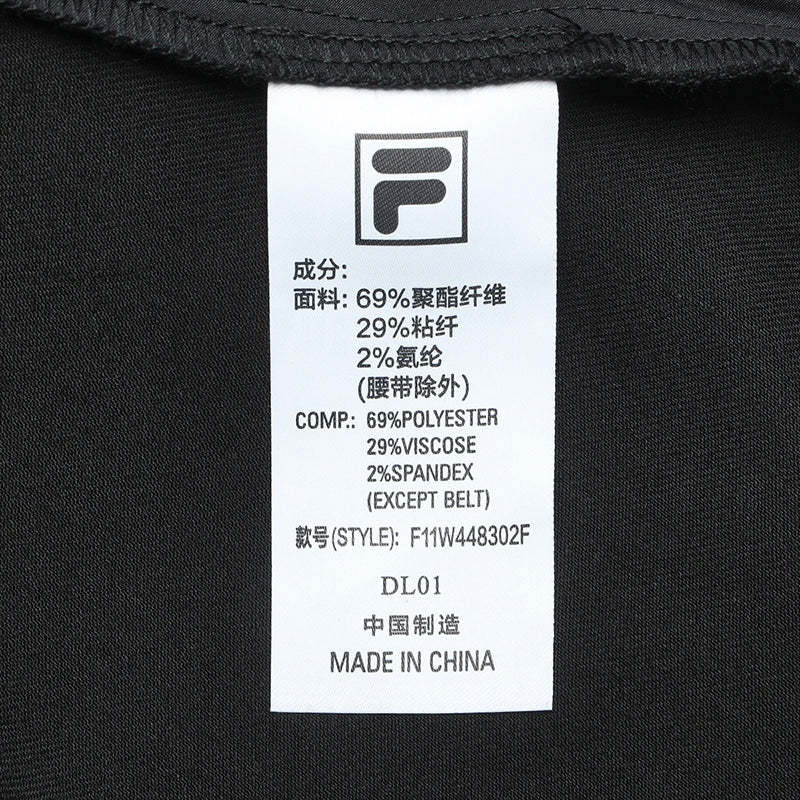 F
成分:
面料: 69%聚酯纤维
29%粘纤
2%氨纶
(腰带除外)
COMP.: 69%POLYESTER
29%VISCOSE
2%SPANDEX
(EXCEPT BELT)
款号(STYLE): F11W448302F
DL01
中国制造
MADE IN CHINA